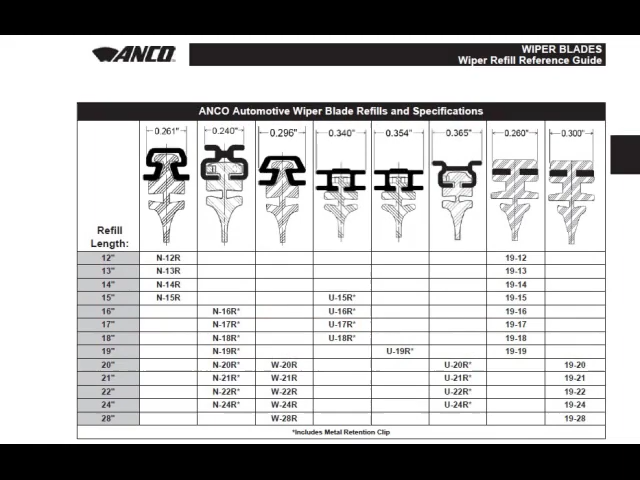 ANCO
WIPER BLADES
Wiper Refill Reference Guide
ANCO Automotive Wiper Blade Refills and Specifications
0.261" 0.240" 0.296" 0.340" 0.354" 0.365" 0.260" 0.300"
Refill
Length:
12" N-12R 19-12
13" N-13R 19-13
14" N-14R 19-14
15" N-15R U-15R* 19-15
16" N-16R* U-16R* 19-16
17" N-17R* U-17R* 19-17
18" N-18R* U-18R* 19-18
19" N-19R* U-19R* 19-19
20" N-20R* W-20R U-20R* 19-20
21" N-21R* W-21R U-21R* 19-21
22" N-22R* W-22R U-22R* 19-22
24" N-24R* W-24R U-24R* 19-24
28" W-28R 19-28
*Includes Metal Retention Clip